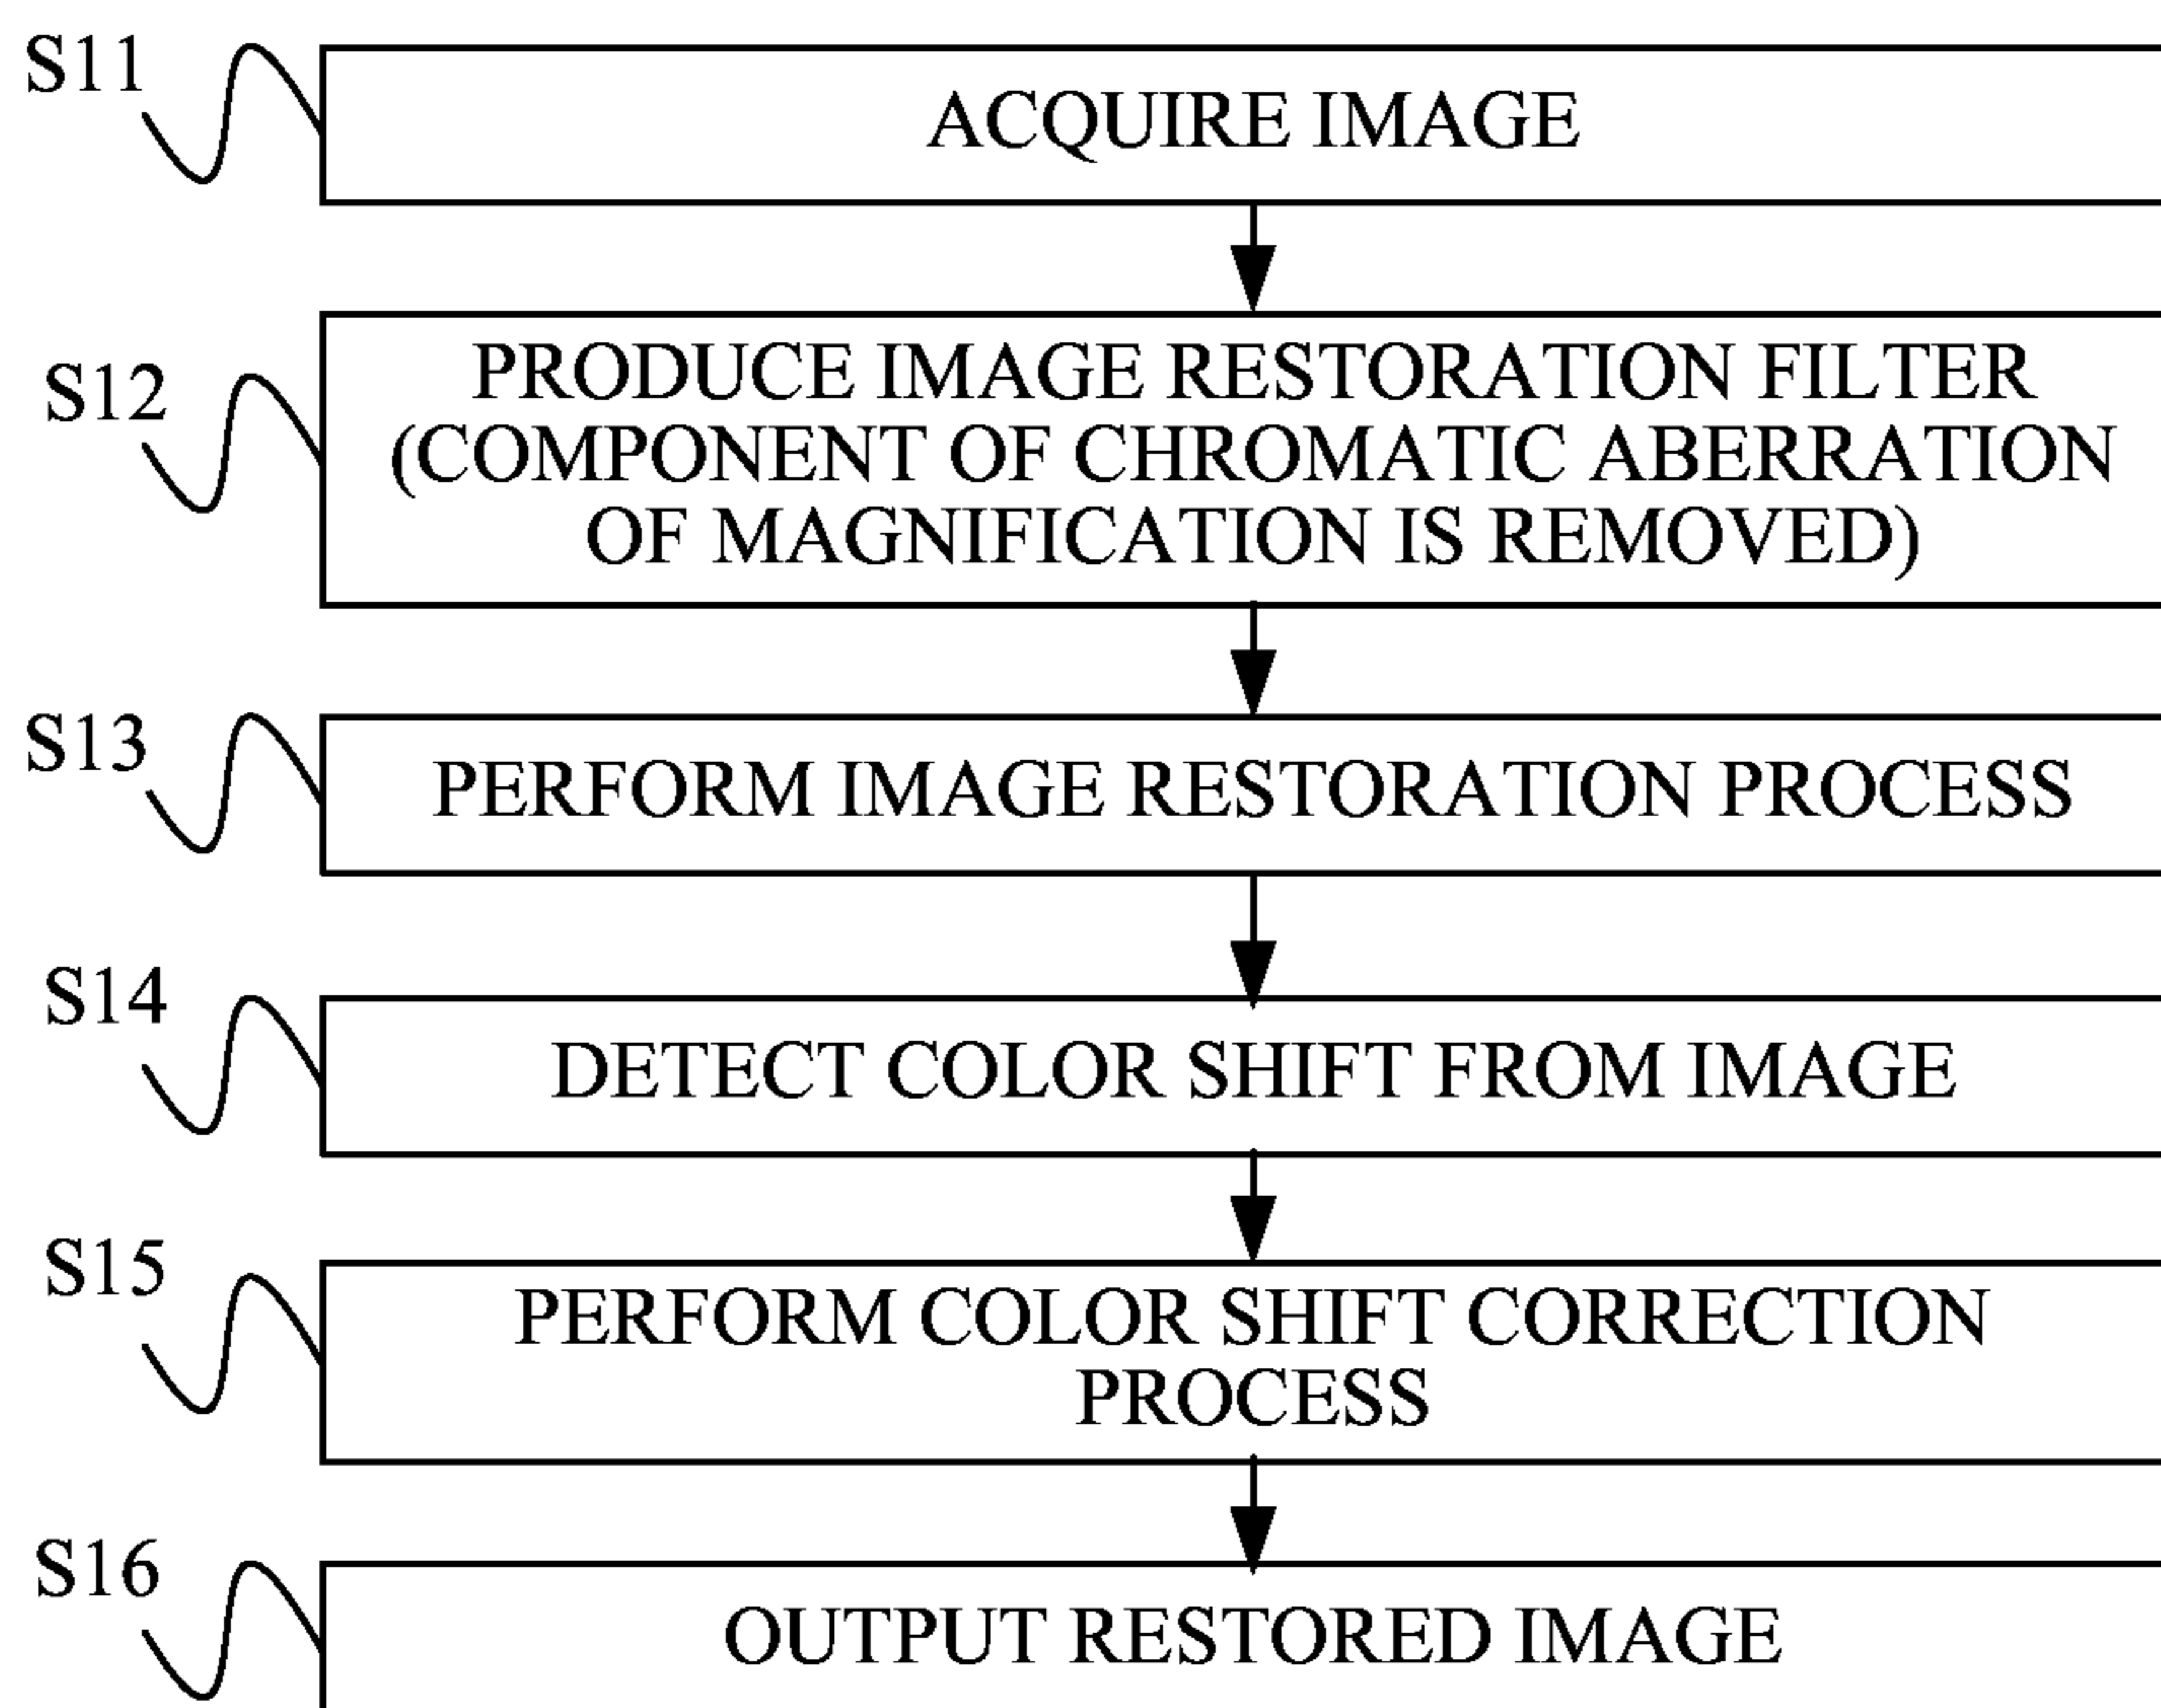 S11
ACQUIRE IMAGE
S12
PRODUCE IMAGE RESTORATION FILTER
(COMPONENT OF CHROMATIC ABERRATION
OF MAGNIFICATION IS REMOVED)
S13
PERFORM IMAGE RESTORATION PROCESS
S14
DETECT COLOR SHIFT FROM IMAGE
S15
PERFORM COLOR SHIFT CORRECTION
PROCESS
S16
OUTPUT RESTORED IMAGE